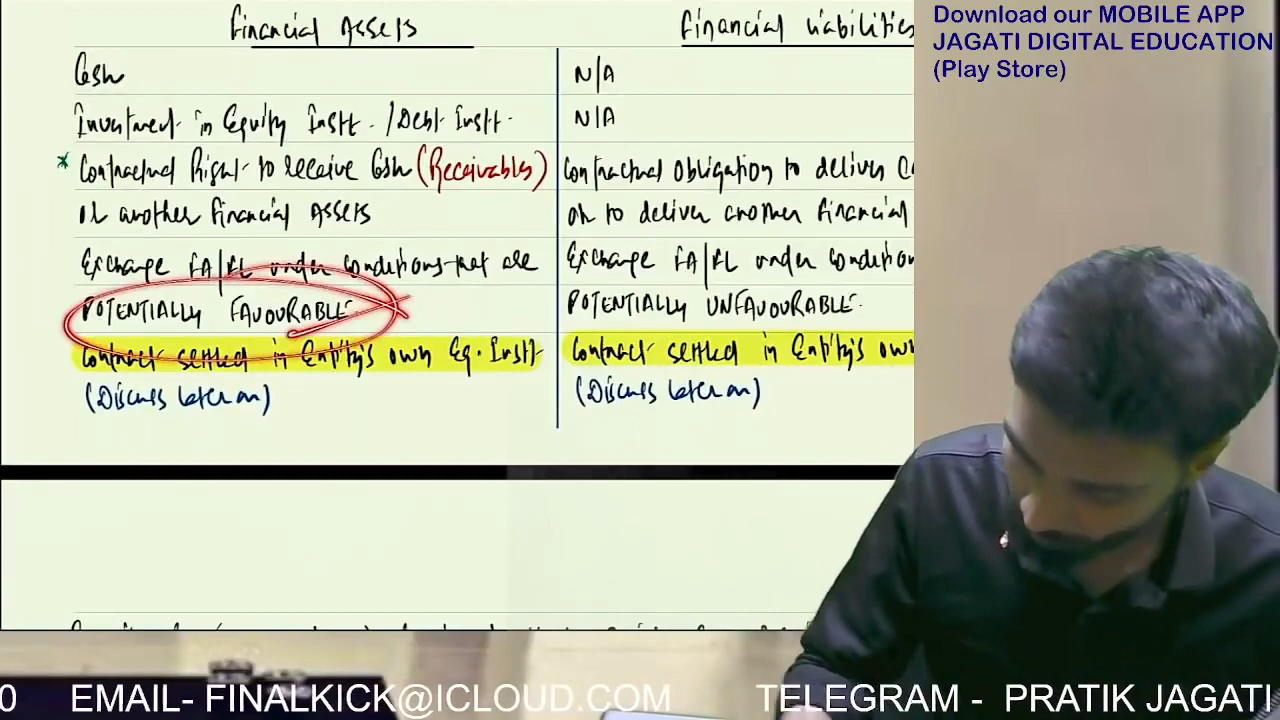 Financial Assets
Financial Liabilities
Cash
N/A
Investment in Equity Instt. / Debt Instt.
N/A
* Contractual Right to receive Cash (Receivables)
Contractual Obligation to deliver
or another Financial Assets
or to deliver another Financial
Exchange FA/FL under conditions that are
Exchange FA/FL under condition
POTENTIALLY FAVOURABLE.
POTENTIALLY UNFAVOURABLE.
Contract settled in Entity's own Eq. Instt
Contract settled in Entity's own
(Discuss later on)
(Discuss later on)
Download our MOBILE APP
JAGATI DIGITAL EDUCATION
(Play Store)
0 EMAIL- FINALKICK@ICLOUD.COM TELEGRAM - PRATIK JAGATI